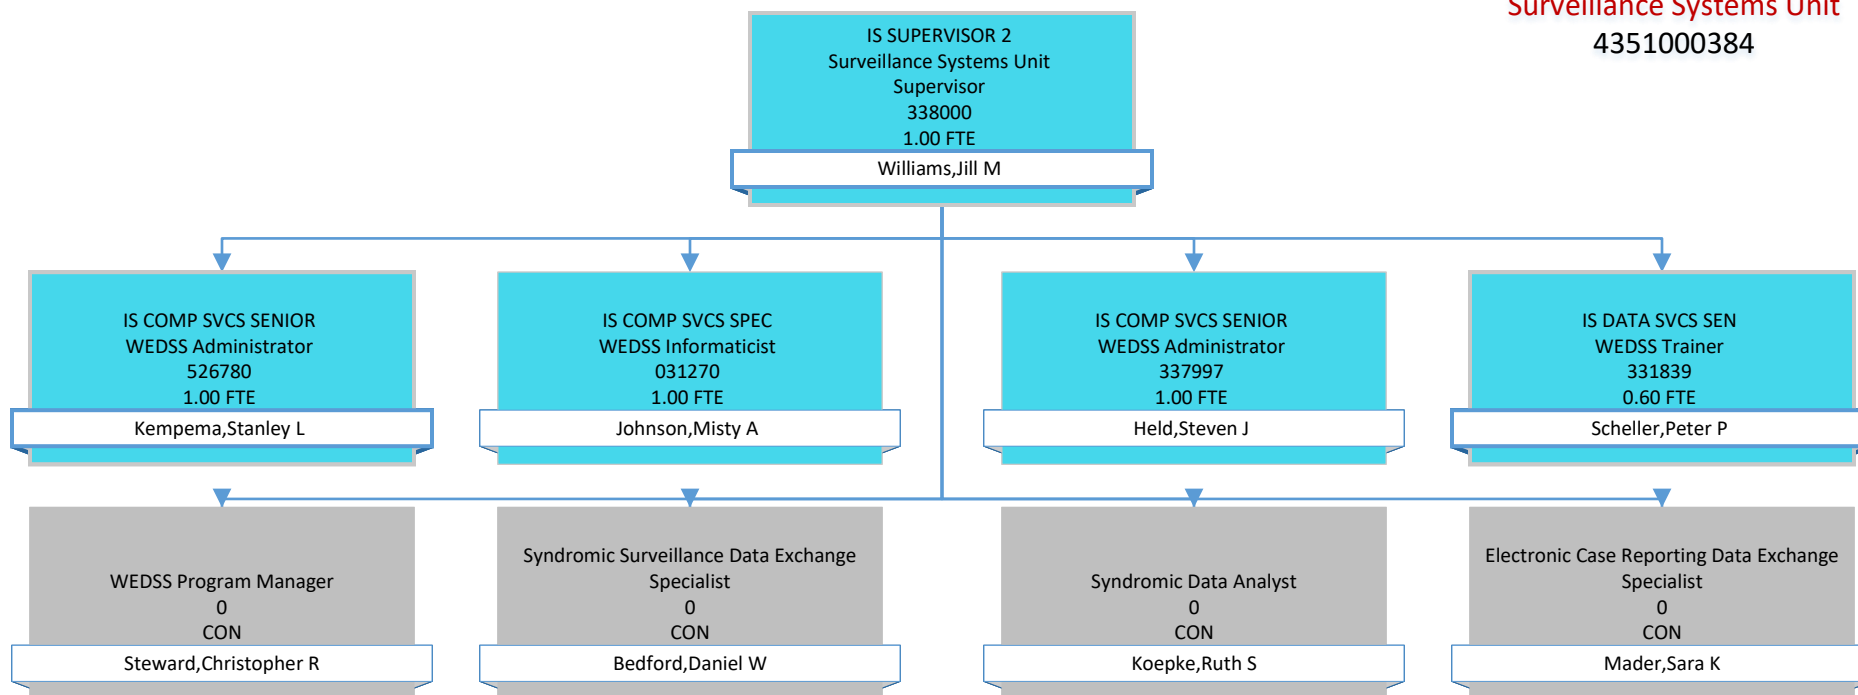 Surveillance Systems Unit
4351000384
IS SUPERVISOR 2
Surveillance Systems Unit
Supervisor
338000
1.00 FTE
Williams,Jill M
IS COMP SVCS SENIOR
WEDSS Administrator
526780
1.00 FTE
Kempema,Stanley L
IS COMP SVCS SPEC
WEDSS Informaticist
031270
1.00 FTE
Johnson,Misty A
IS COMP SVCS SENIOR
WEDSS Administrator
337997
1.00 FTE
Held,Steven J
IS DATA SVCS SEN
WEDSS Trainer
331839
0.60 FTE
Scheller,Peter P
WEDSS Program Manager
0
CON
Steward,Christopher R
Syndromic Surveillance Data Exchange
Specialist
0
CON
Bedford,Daniel W
Syndromic Data Analyst
0
CON
Koepke,Ruth S
Electronic Case Reporting Data Exchange
Specialist
0
CON
Mader,Sara K